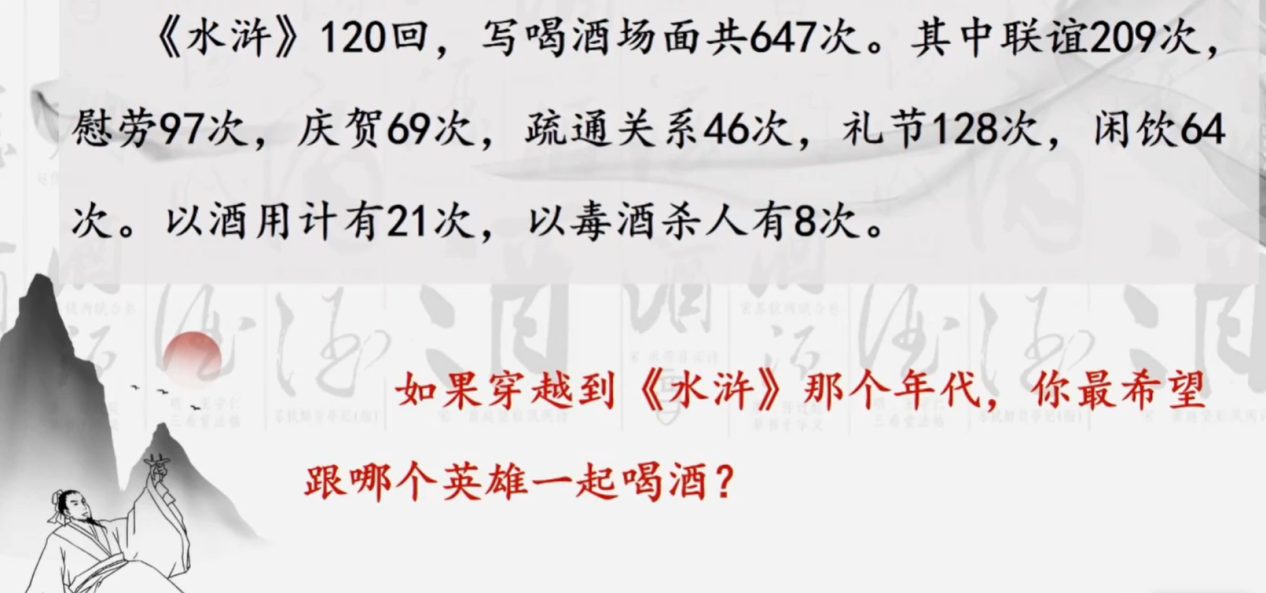 《水浒》120回，写喝酒场面共647次。其中联谊209次，
慰劳97次，庆贺69次，疏通关系46次，礼节128次，闲饮64
次。以酒用计有21次，以毒酒杀人有8次。
如果穿越到《水浒》那个年代，你最希望
跟哪个英雄一起喝酒？